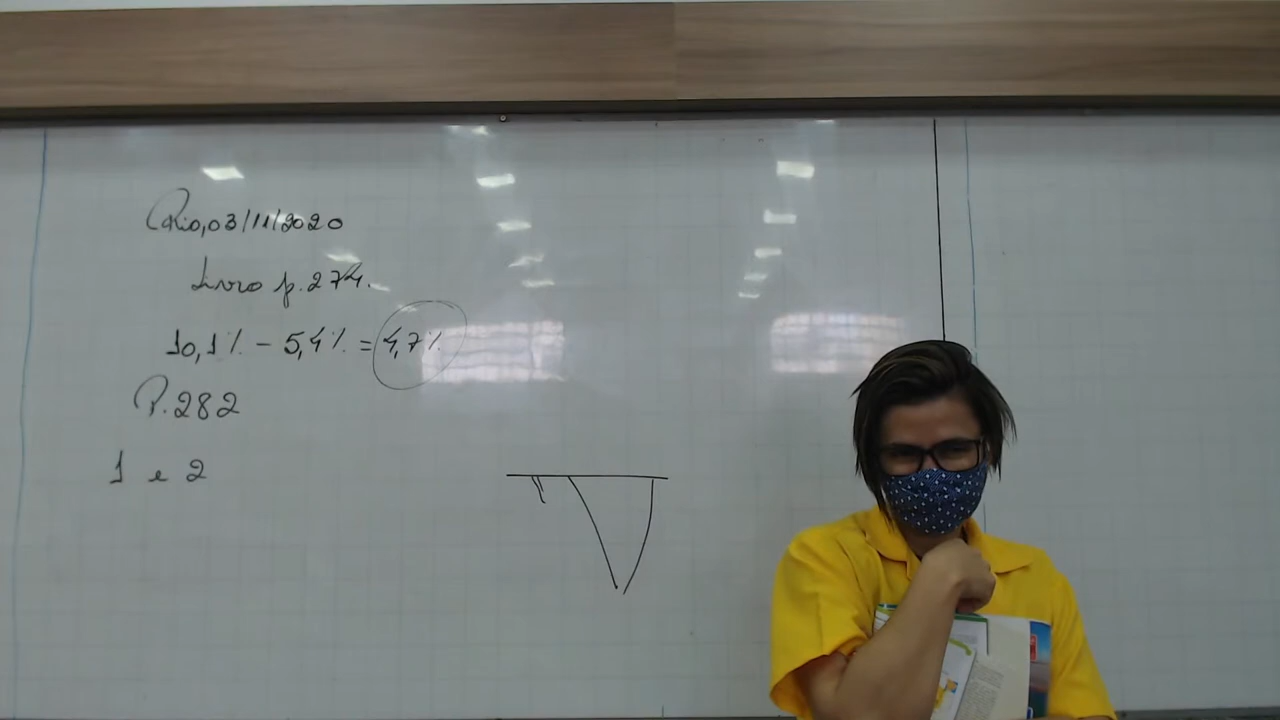 Rio, 03/11/2020
Livro p. 274.
10,1% - 5,4% = 4,7%
P. 282
1 e 2